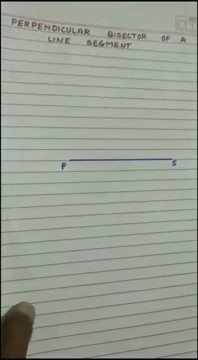 PERPENDICULAR BISECTOR OF A
LINE SEGMENT
P S